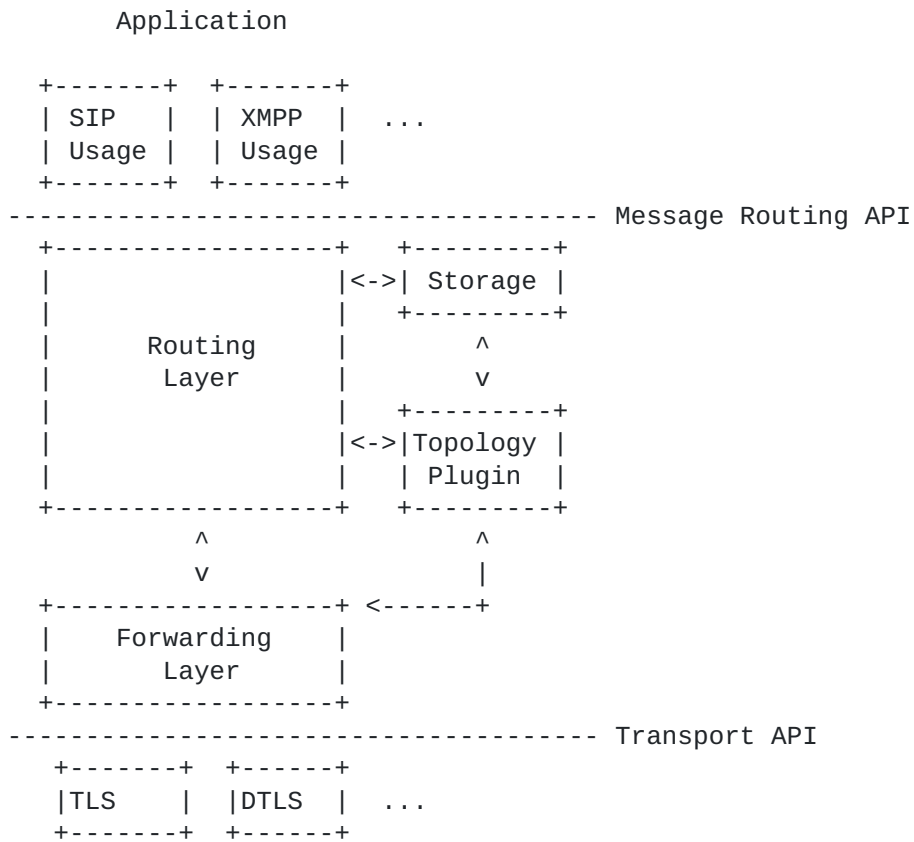 Application
+-------+  +-------+
| SIP   |  | XMPP  |  ...
| Usage |  | Usage |
+-------+  +-------+
-------------------------------------- Message Routing API
+------------------+   +---------+
|                  |<->| Storage |
|                  |   +---------+
|      Routing     |        ^
|       Layer      |        v
|                  |   +---------+
|                  |<->|Topology |
|                  |   | Plugin  |
+------------------+   +---------+
          ^                 ^
          v                 |
+------------------+ <------+
|    Forwarding    |
|       Layer      |
+------------------+
-------------------------------------- Transport API
+-------+  +------+
|TLS    |  |DTLS  |  ...
+-------+  +------+